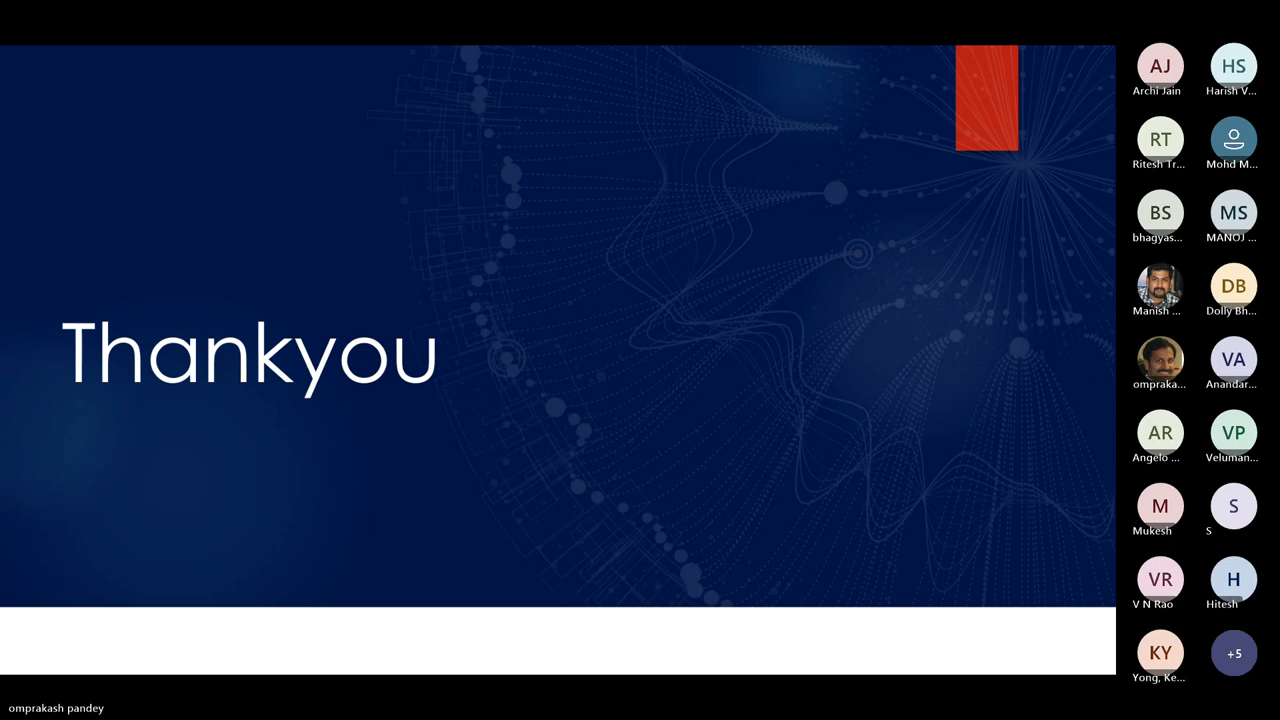 Thankyou
AJ
Archi Jain
HS
Harish V...
RT
Ritesh Tr...
Mohd M...
BS
bhagyas...
MS
MANOJ ...
Manish ...
DB
Dolly Bh...
ompraka...
VA
Anandar...
AR
Angelo ...
VP
Veluman...
M
Mukesh
S
S
VR
V N Rao
H
Hitesh
KY
Yong, Ke...
+5
omprakash pandey